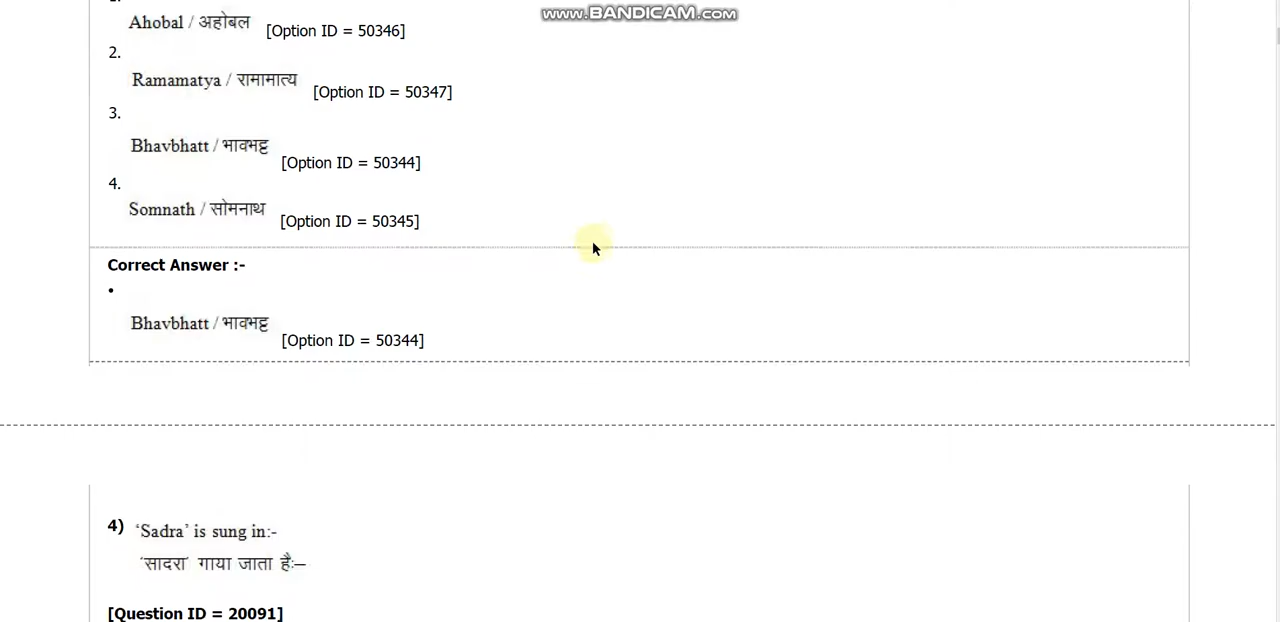 www.BANDICAM.com
Ahobal / अहोबल [Option ID = 50346]
2.
Ramamatya / रामामात्य [Option ID = 50347]
3.
Bhavbhatt / भावभट्ट [Option ID = 50344]
4.
Somnath / सोमनाथ [Option ID = 50345]
Correct Answer :-
•
Bhavbhatt / भावभट्ट [Option ID = 50344]
4) ‘Sadra’ is sung in:-
‘सादरा’ गाया जाता हैः–
[Question ID = 20091]